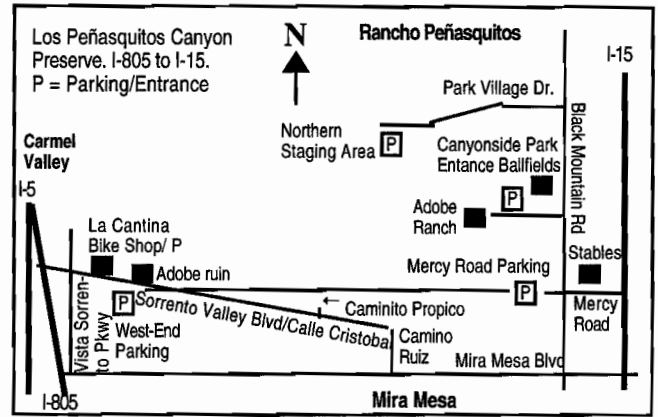 Los Peñasquitos Canyon
Preserve. I-805 to I-15.
P = Parking/Entrance
N
Rancho Peñasquitos
I-15
Park Village Dr.
Northern
Staging Area
P
Canyonside Park
Entance Ballfields
P
Black Mountain Rd
Carmel
Valley
I-5
Adobe
Ranch
La Cantina
Bike Shop/ P
Adobe ruin
Mercy Road Parking
P
Stables
Mercy
Road
Vista Sorren-
to Pkwy
P
West-End
Parking
Sorrento Valley Blvd/Calle Cristobal
← Caminito Propico
Camino
Ruiz
Mira Mesa Blvd
I-805
Mira Mesa